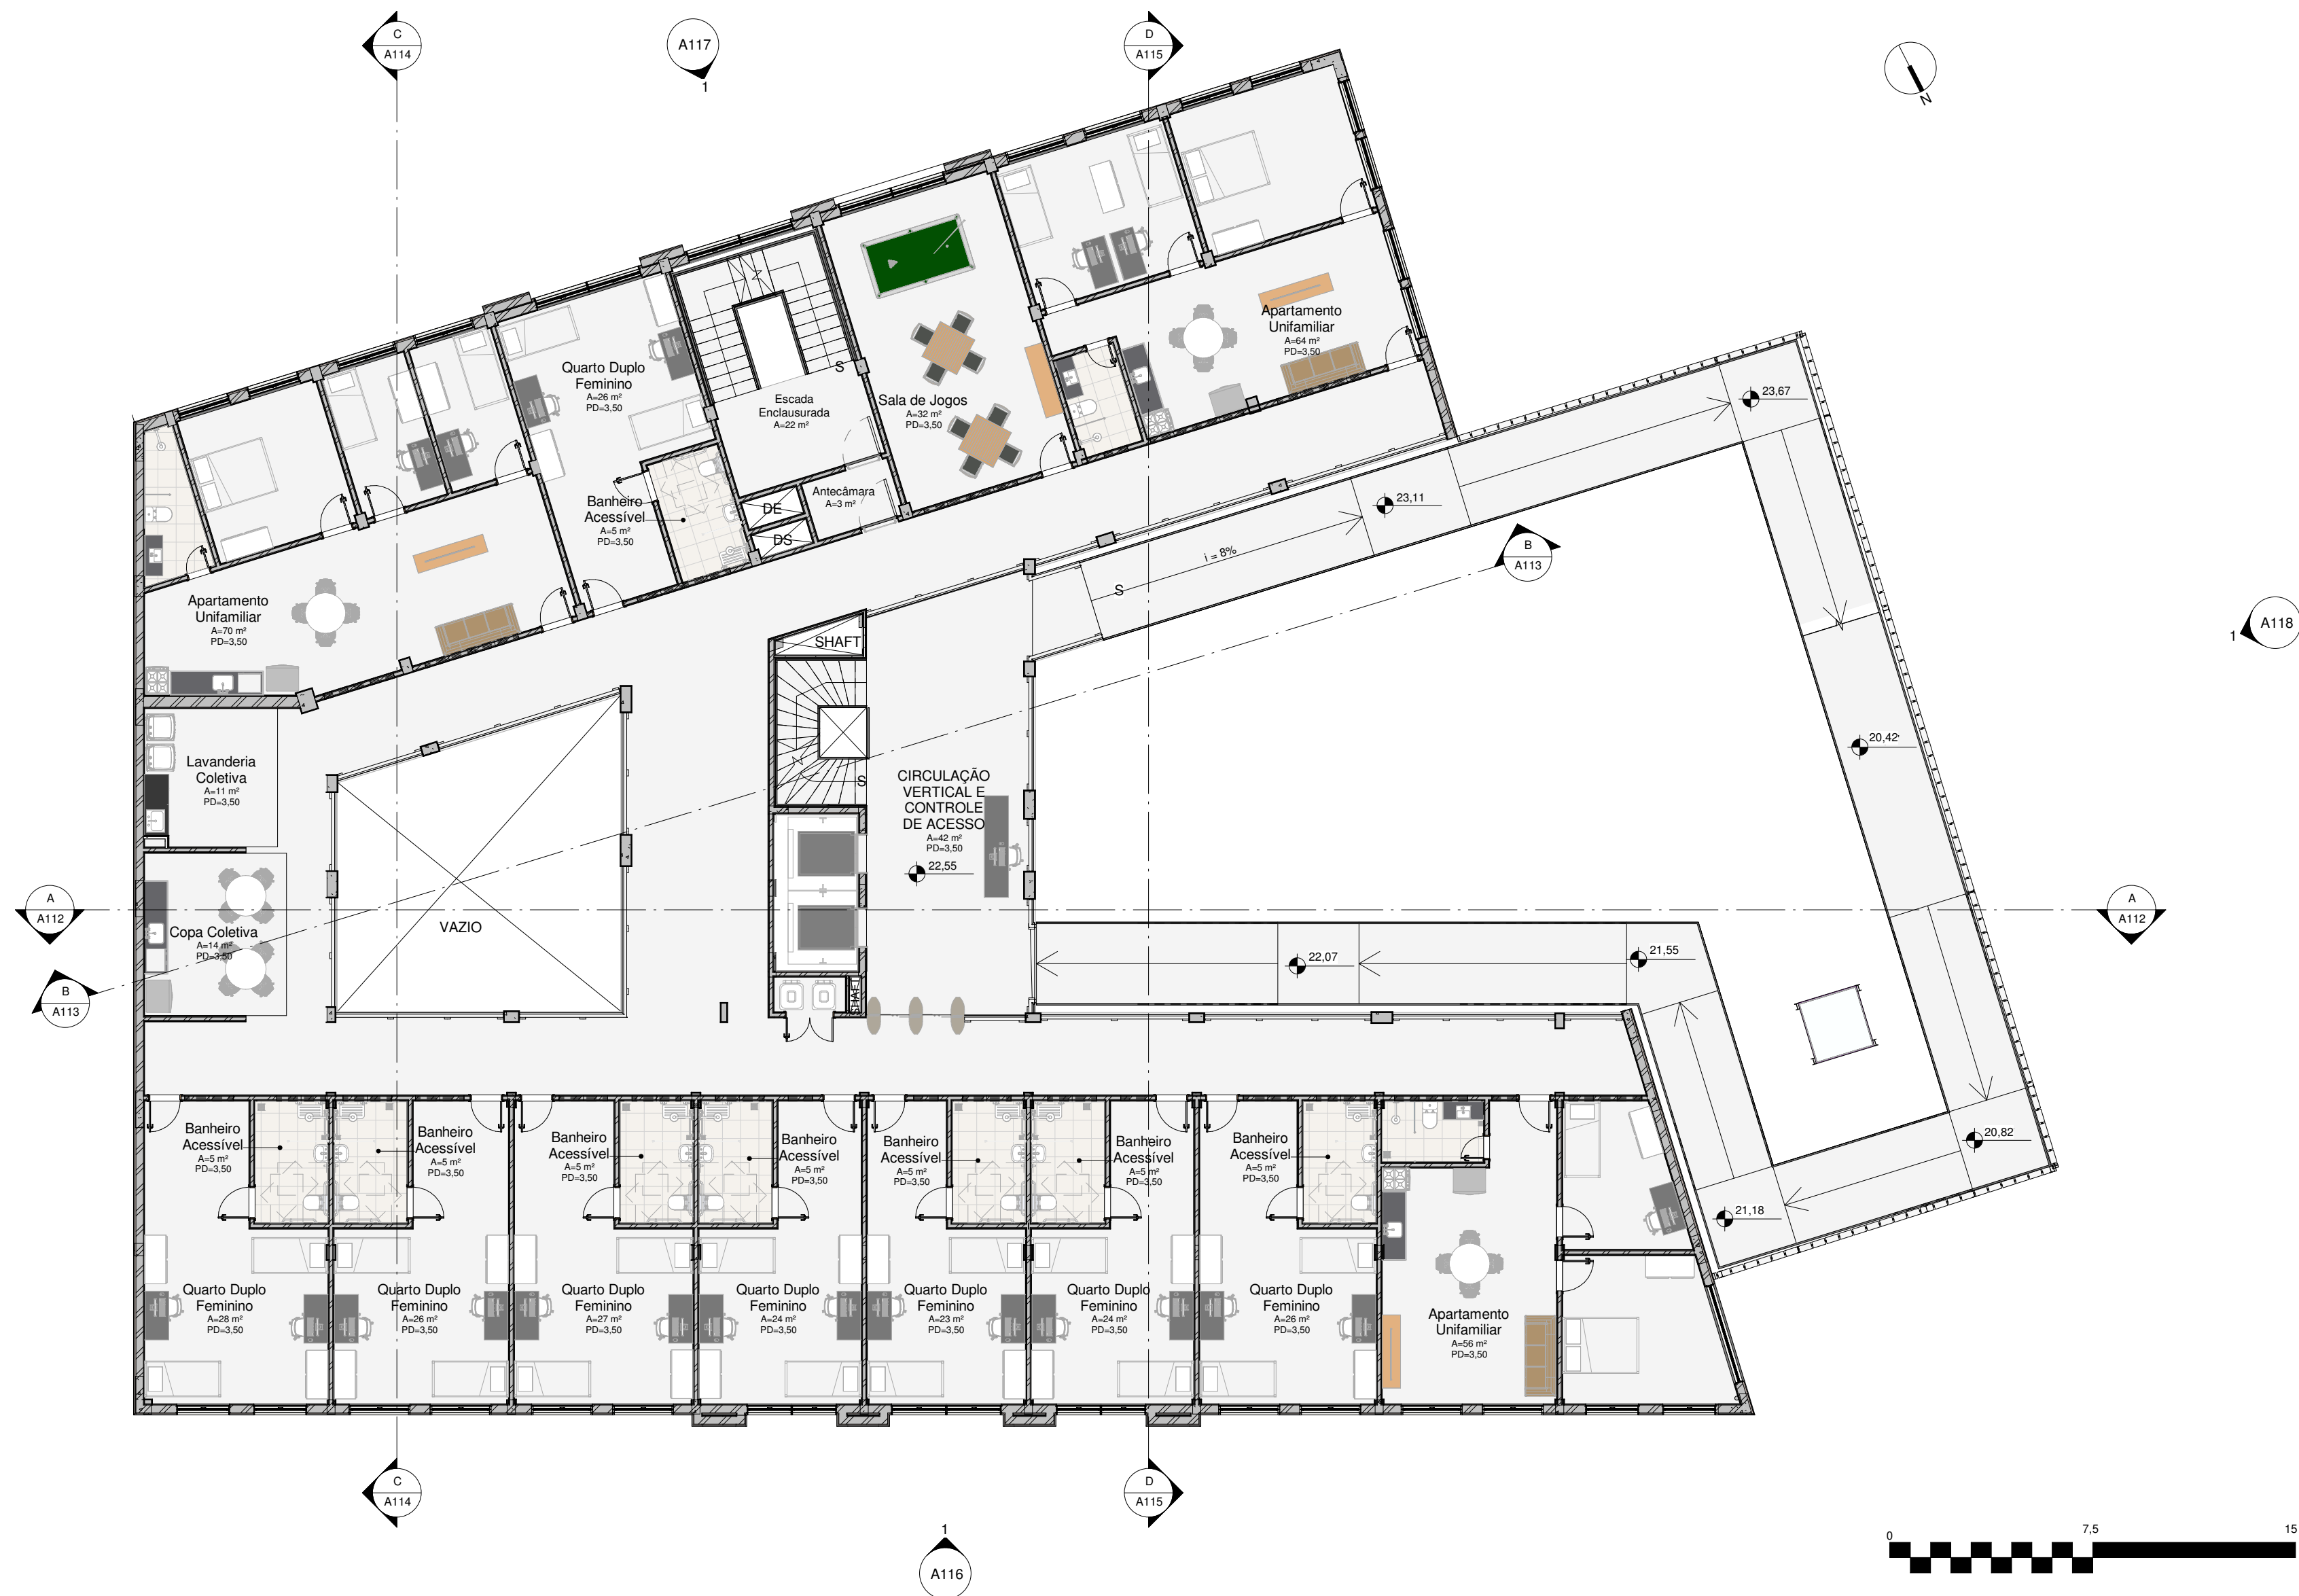 C
A114
A117
1
D
A115
N
Apartamento
Unifamiliar
A=64 m²
PD=3,50
Quarto Duplo
Feminino
A=26 m²
PD=3,50
S
Escada
Enclausurada
A=22 m²
Sala de Jogos
A=32 m²
PD=3,50
23,67
Banheiro
Acessível
A=5 m²
PD=3,50
Antecâmara
A=3 m²
DE
DS
23,11
i = 8%
B
A113
S
Apartamento
Unifamiliar
A=70 m²
PD=3,50
SHAFT
1
A118
Lavanderia
Coletiva
A=11 m²
PD=3,50
S
CIRCULAÇÃO
VERTICAL E
CONTROLE
DE ACESSO
A=42 m²
PD=3,50
22,55
20,42
A
A112
VAZIO
Copa Coletiva
A=14 m²
PD=3,50
A
A112
22,07
21,55
B
A113
SHAFT
20,82
Banheiro
Acessível
A=5 m²
PD=3,50
Banheiro
Acessível
A=5 m²
PD=3,50
Banheiro
Acessível
A=5 m²
PD=3,50
Banheiro
Acessível
A=5 m²
PD=3,50
Banheiro
Acessível
A=5 m²
PD=3,50
Banheiro
Acessível
A=5 m²
PD=3,50
Banheiro
Acessível
A=5 m²
PD=3,50
21,18
Quarto Duplo
Feminino
A=28 m²
PD=3,50
Quarto Duplo
Feminino
A=26 m²
PD=3,50
Quarto Duplo
Feminino
A=27 m²
PD=3,50
Quarto Duplo
Feminino
A=24 m²
PD=3,50
Quarto Duplo
Feminino
A=23 m²
PD=3,50
Quarto Duplo
Feminino
A=24 m²
PD=3,50
Quarto Duplo
Feminino
A=26 m²
PD=3,50
Apartamento
Unifamiliar
A=56 m²
PD=3,50
C
A114
D
A115
1
A116
0
7,5
15